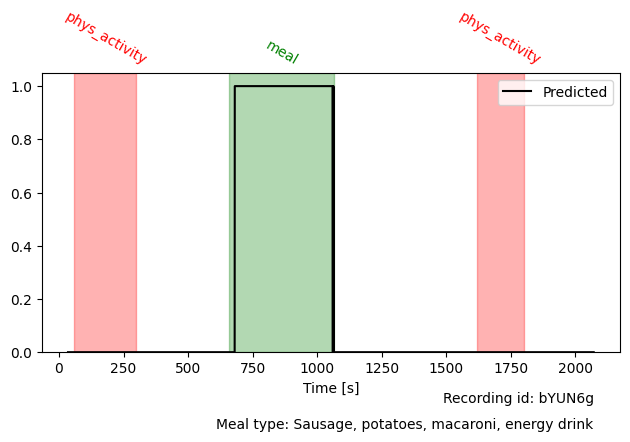 phys_activity
meal
phys_activity
Predicted
1.0
0.8
0.6
0.4
0.2
0.0
0
250
500
750
1000
1250
1500
1750
2000
Time [s]
Recording id: bYUN6g
Meal type: Sausage, potatoes, macaroni, energy drink